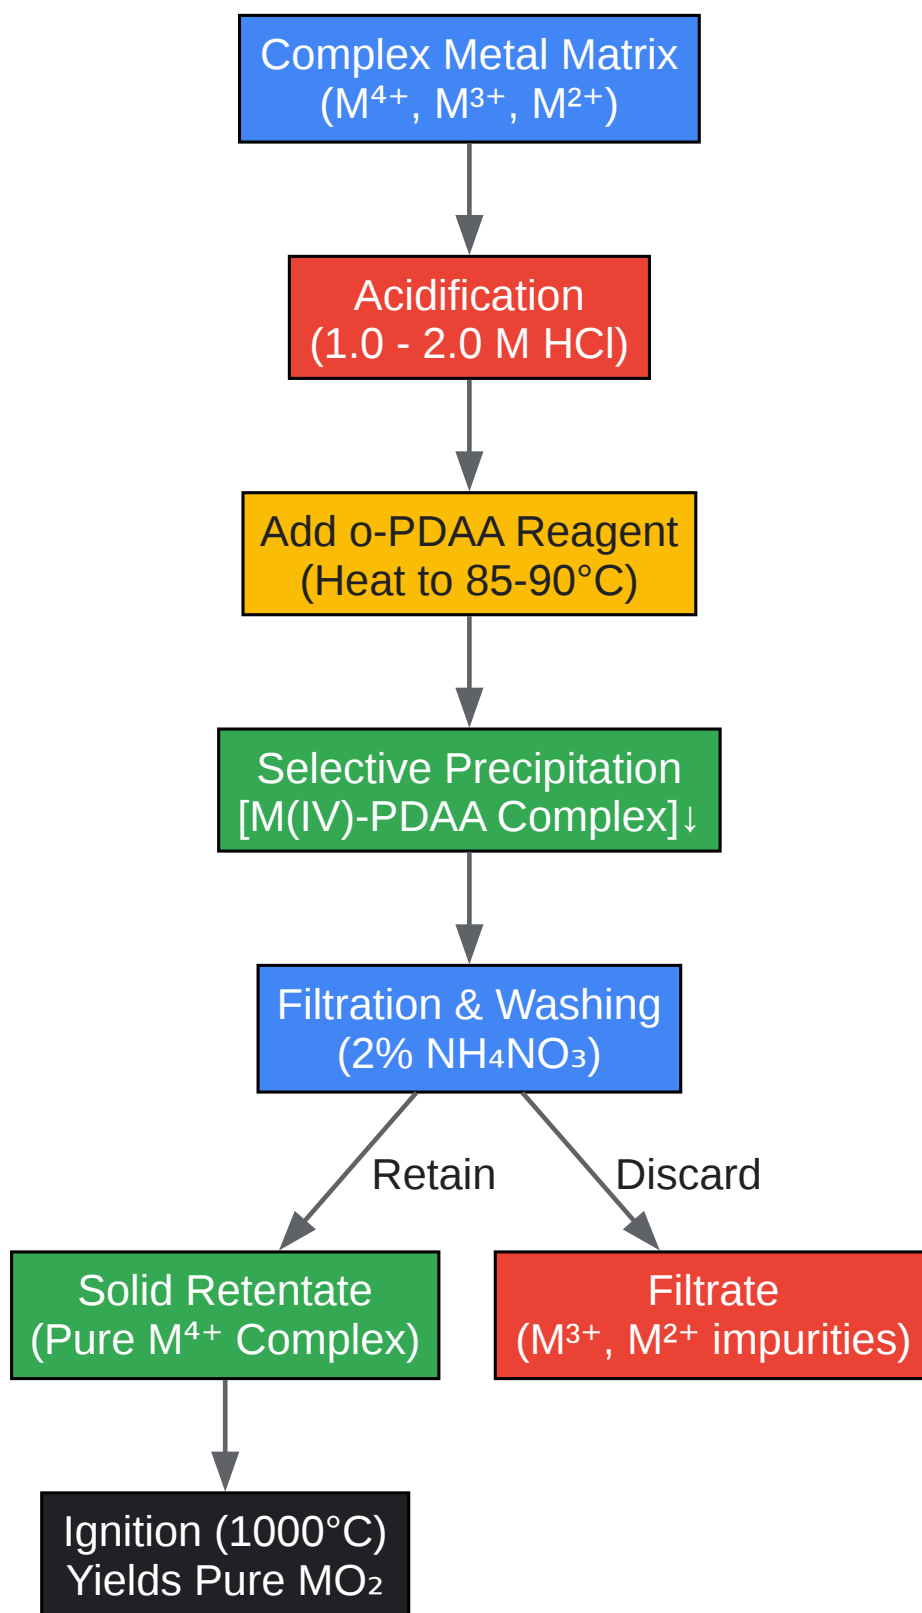 Complex Metal Matrix
(M⁴⁺, M³⁺, M²⁺)
Acidification
(1.0 - 2.0 M HCl)
Add o-PDAA Reagent
(Heat to 85-90°C)
Selective Precipitation
[M(IV)-PDAA Complex]↓
Filtration & Washing
(2% NH₄NO₃)
Retain
Discard
Solid Retentate
(Pure M⁴⁺ Complex)
Filtrate
(M³⁺, M²⁺ impurities)
Ignition (1000°C)
Yields Pure MO₂